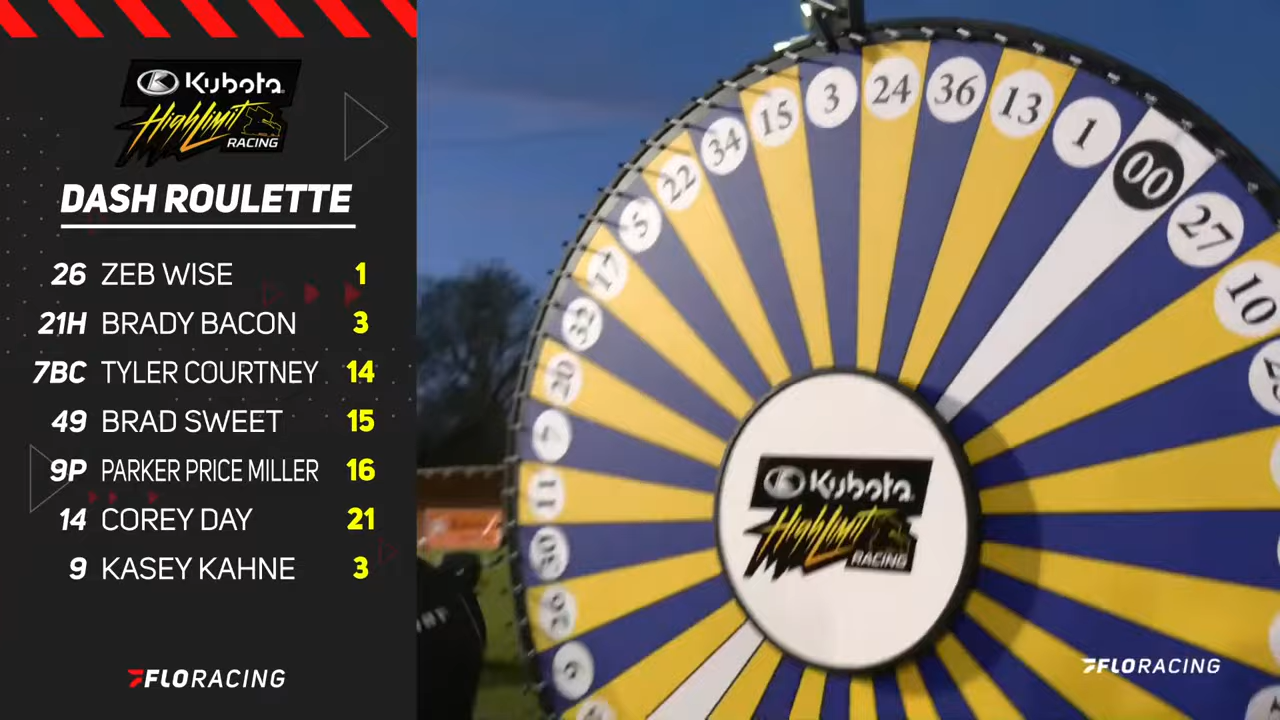 Kubota
HighLimit
RACING
DASH ROULETTE
26 ZEB WISE 1
21H BRADY BACON 3
7BC TYLER COURTNEY 14
49 BRAD SWEET 15
9P PARKER PRICE MILLER 16
14 COREY DAY 21
9 KASEY KAHNE 3
FLORACING
11
7
20
32
17
5
22
34
15
3
24
36
13
1
00
27
10
30
26
Kubota
HighLimit
RACING
FLORACING